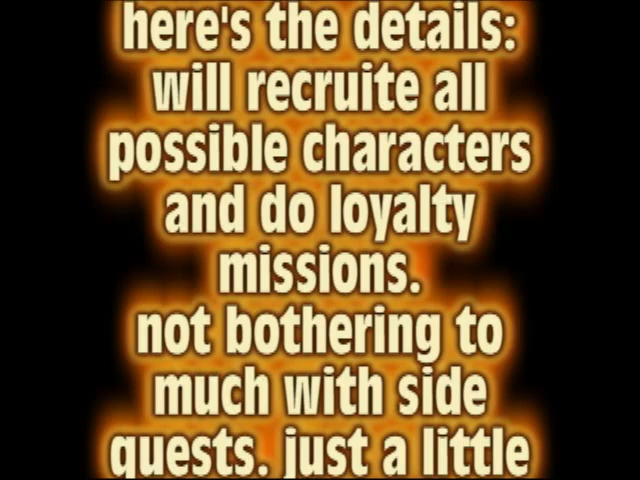 here's the details:
will recruite all
possible characters
and do loyalty
missions.
not bothering to
much with side
quests. just a little